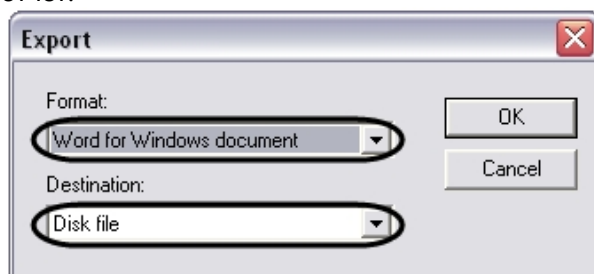 Export
Format:
Word for Windows document
OK
Cancel
Destination:
Disk file